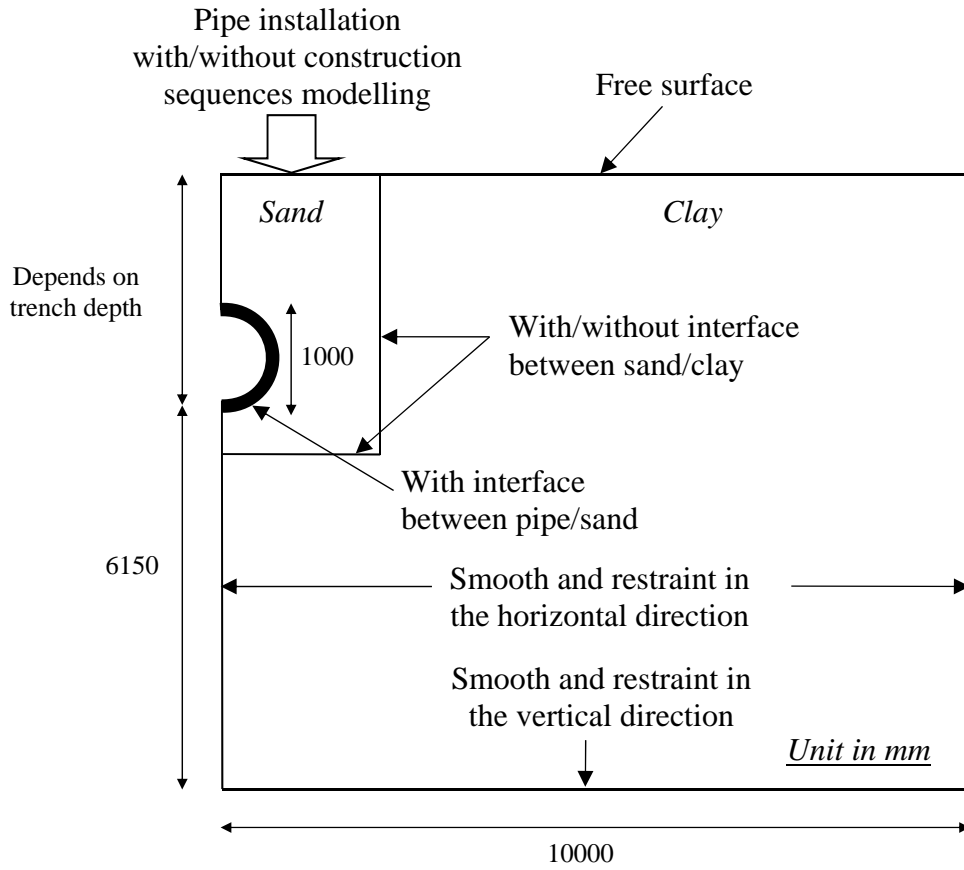 Pipe installation
with/without construction
sequences modelling
Free surface
Sand
Clay
Depends on
trench depth
1000
With/without interface
between sand/clay
With interface
between pipe/sand
6150
Smooth and restraint in
the horizontal direction
Smooth and restraint in
the vertical direction
Unit in mm
10000